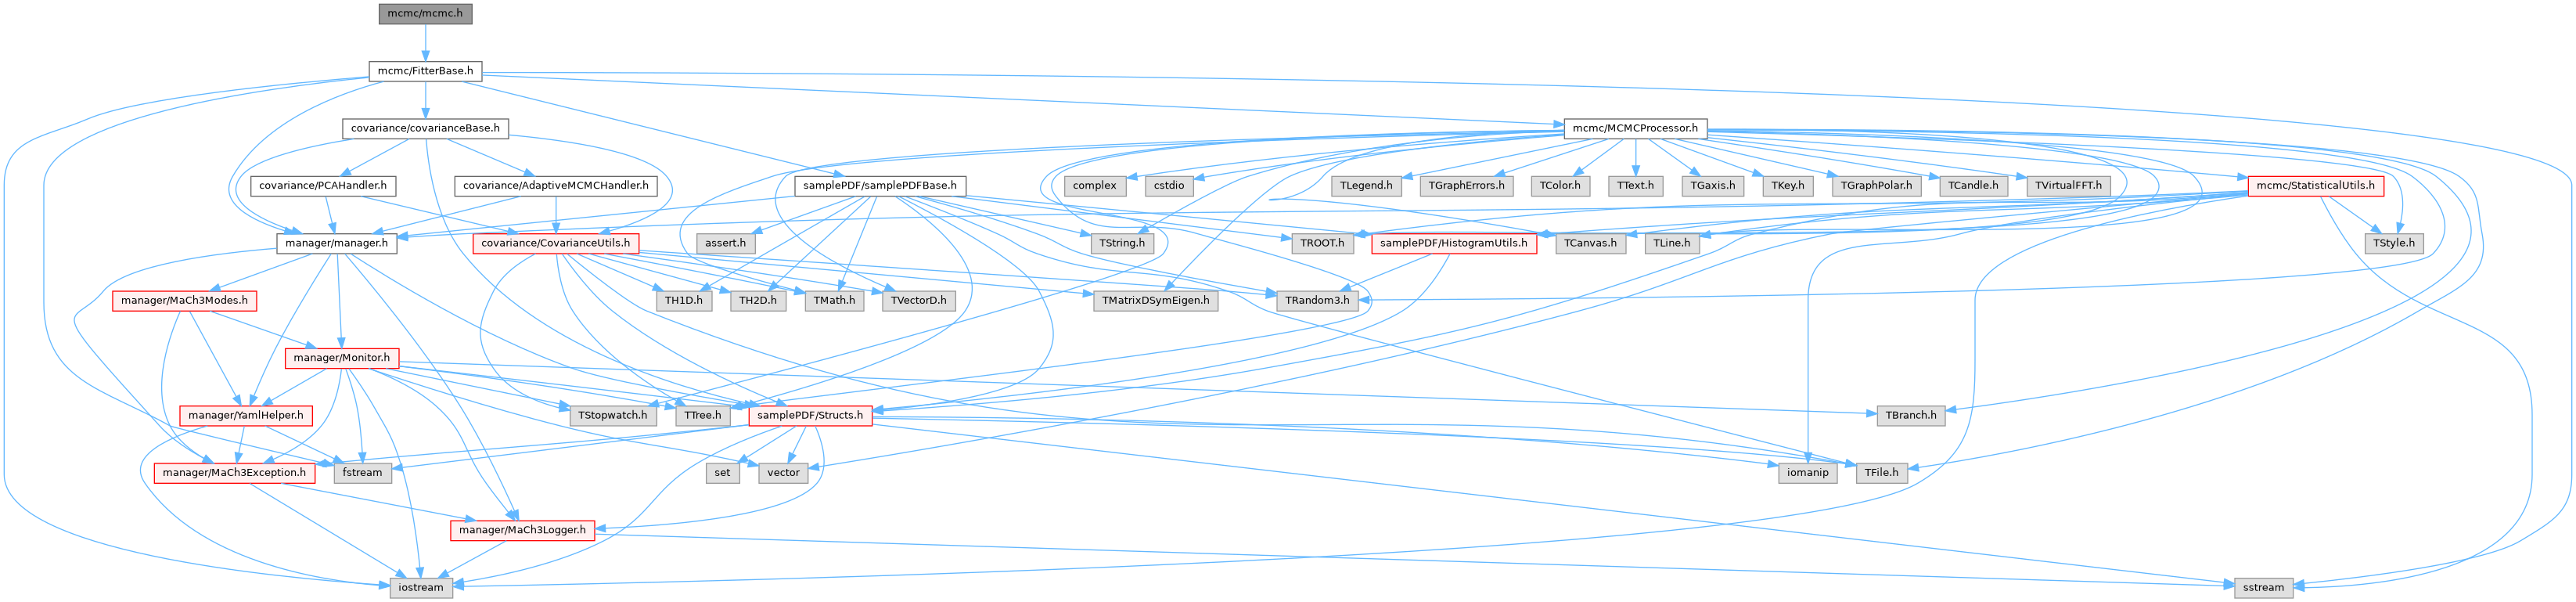 mcmc/mcmc.h
mcmc/FitterBase.h
covariance/covarianceBase.h
mcmc/MCMCProcessor.h
covariance/PCAHandler.h
covariance/AdaptiveMCMCHandler.h
samplePDF/samplePDFBase.h
complex
cstdio
TLegend.h
TGraphErrors.h
TColor.h
TText.h
TGaxis.h
TKey.h
TGraphPolar.h
TCandle.h
TVirtualFFT.h
mcmc/StatisticalUtils.h
manager/manager.h
covariance/CovarianceUtils.h
assert.h
TString.h
TROOT.h
samplePDF/HistogramUtils.h
TCanvas.h
TLine.h
TStyle.h
manager/MaCh3Modes.h
TH1D.h
TH2D.h
TMath.h
TVectorD.h
TMatrixDSymEigen.h
TRandom3.h
manager/Monitor.h
manager/YamlHelper.h
TStopwatch.h
TTree.h
samplePDF/Structs.h
TBranch.h
manager/MaCh3Exception.h
fstream
set
vector
iomanip
TFile.h
manager/MaCh3Logger.h
iostream
sstream